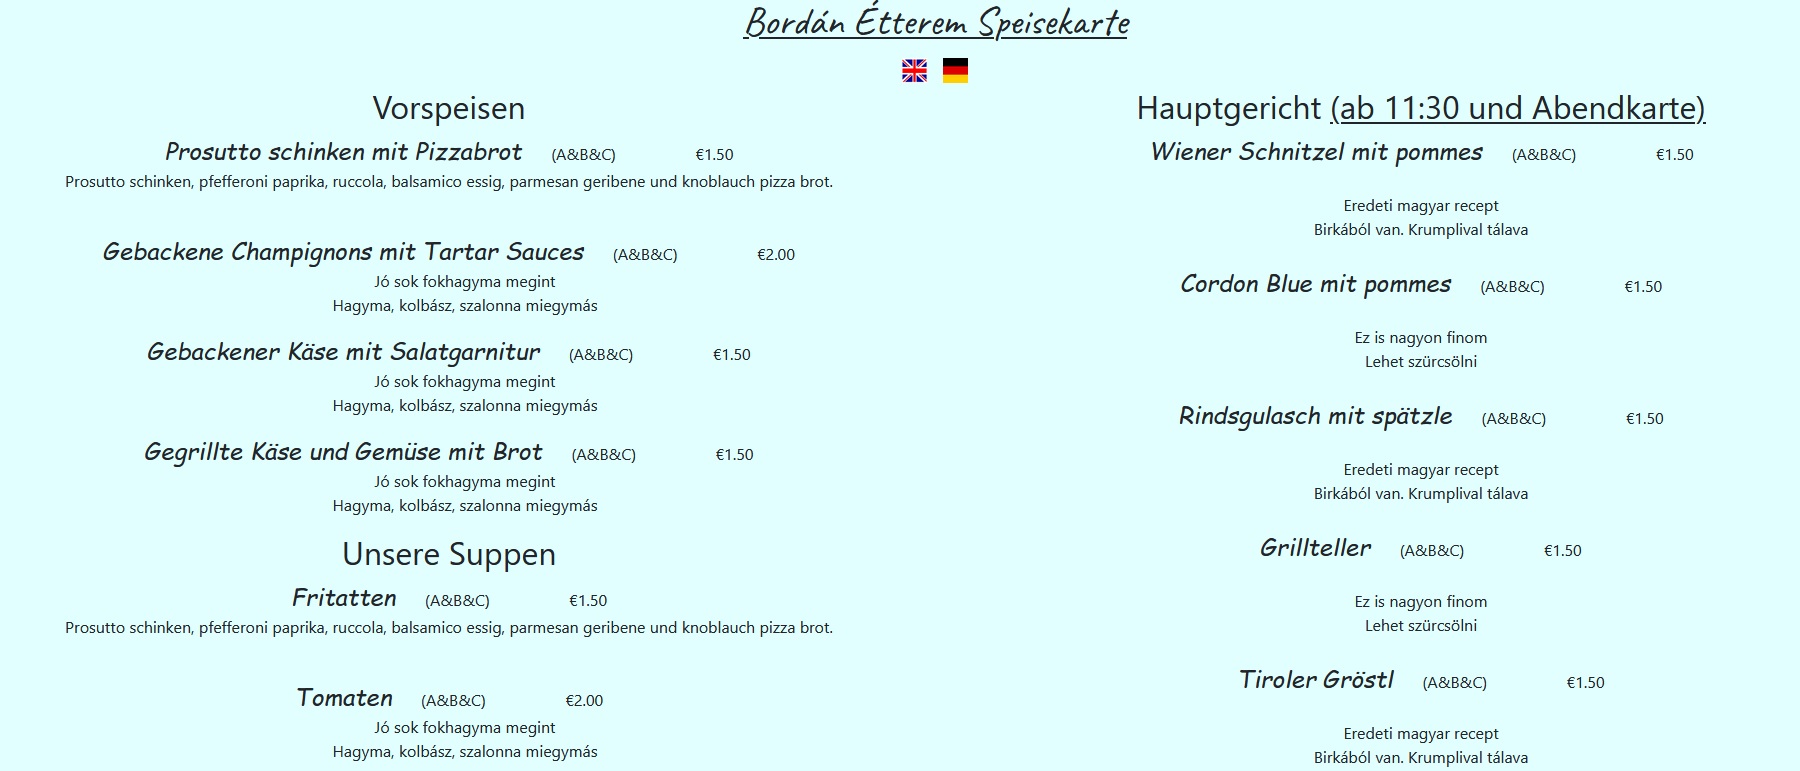 Bordán Étterem Speisekarte
Vorspeisen
Prosutto schinken mit Pizzabrot (A&B&C) €1.50
Prosutto schinken, pfefferoni paprika, ruccola, balsamico essig, parmesan geribene und knoblauch pizza brot.
Gebackene Champignons mit Tartar Sauces (A&B&C) €2.00
Jó sok fokhagyma megint
Hagyma, kolbász, szalonna miegymás
Gebackener Käse mit Salatgarnitur (A&B&C) €1.50
Jó sok fokhagyma megint
Hagyma, kolbász, szalonna miegymás
Gegrillte Käse und Gemüse mit Brot (A&B&C) €1.50
Jó sok fokhagyma megint
Hagyma, kolbász, szalonna miegymás
Unsere Suppen
Fritatten (A&B&C) €1.50
Prosutto schinken, pfefferoni paprika, ruccola, balsamico essig, parmesan geribene und knoblauch pizza brot.
Tomaten (A&B&C) €2.00
Jó sok fokhagyma megint
Hagyma, kolbász, szalonna miegymás
Hauptgericht (ab 11:30 und Abendkarte)
Wiener Schnitzel mit pommes (A&B&C) €1.50
Eredeti magyar recept
Birkából van. Krumplival tálava
Cordon Blue mit pommes (A&B&C) €1.50
Ez is nagyon finom
Lehet szürcsölni
Rindsgulasch mit spätzle (A&B&C) €1.50
Eredeti magyar recept
Birkából van. Krumplival tálava
Grillteller (A&B&C) €1.50
Ez is nagyon finom
Lehet szürcsölni
Tiroler Gröstl (A&B&C) €1.50
Eredeti magyar recept
Birkából van. Krumplival tálava